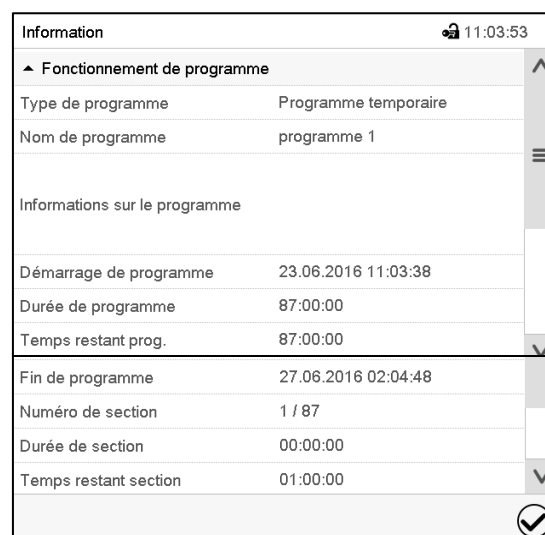 Information 11:03:53
Fonctionnement de programme
Type de programme Programme temporaire
Nom de programme programme 1
Informations sur le programme
Démarrage de programme 23.06.2016 11:03:38
Durée de programme 87:00:00
Temps restant prog. 87:00:00
Fin de programme 27.06.2016 02:04:48
Numéro de section 1 / 87
Durée de section 00:00:00
Temps restant section 01:00:00